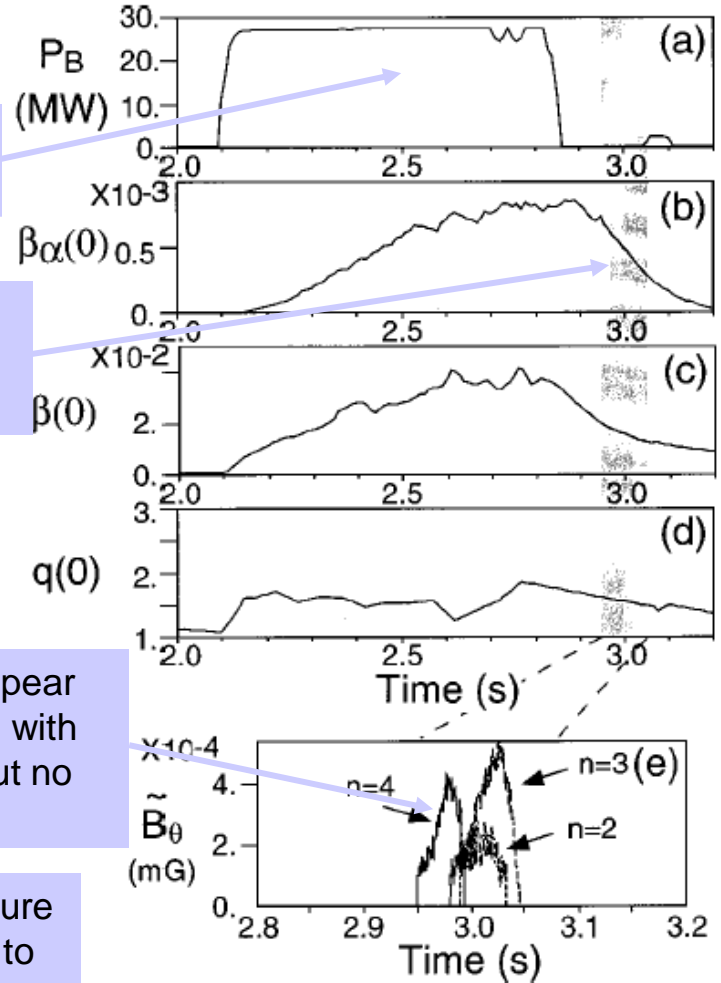 30.
20.
10.
0.
P_B
(MW)
(a)
2.0 2.5 3.0
X10-3
β_α(0)
0.5
0.
(b)
2.0 2.5 3.0
X10-2
β(0)
2.
0.
(c)
2.0 2.5 3.0
3.
q(0)
2.
1.
(d)
2.0 2.5 3.0
Time (s)
ppear
with
ut no
ure
to
X10-4
B̃_θ
(mG)
4.
2.
0.
n=4
n=3 (e)
n=2
2.8 2.9 3.0 3.1 3.2
Time (s)